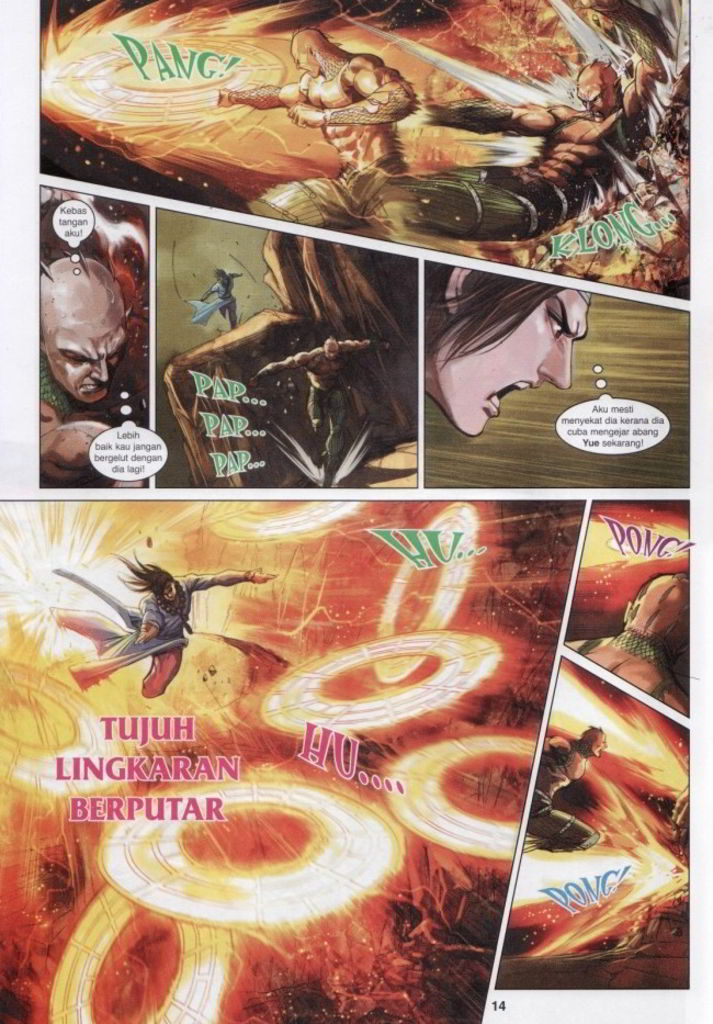 PANG!
KLONG...
Kebas
tangan
aku!
Lebih
baik kau jangan
bergelut dengan
dia lagi!
PAP...
PAP...
PAP...
Aku mesti
menyekat dia kerana dia
cuba mengejar abang
Yue sekarang!
HU...
TUJUH
LINGKARAN
BERPUTAR
HU....
PONG!
PONG!
14